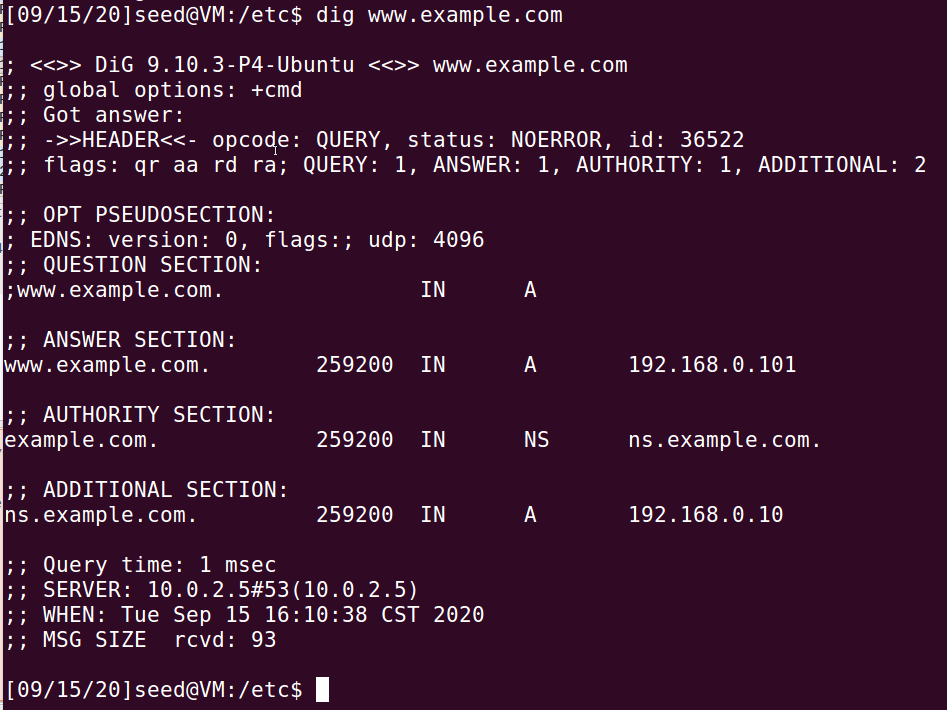 [09/15/20]seed@VM:/etc$ dig www.example.com
; <<>> DiG 9.10.3-P4-Ubuntu <<>> www.example.com
;; global options: +cmd
;; Got answer:
;; ->>HEADER<<- opcode: QUERY, status: NOERROR, id: 36522
;; flags: qr aa rd ra; QUERY: 1, ANSWER: 1, AUTHORITY: 1, ADDITIONAL: 2
;; OPT PSEUDOSECTION:
; EDNS: version: 0, flags:; udp: 4096
;; QUESTION SECTION:
;www.example.com. IN A
;; ANSWER SECTION:
www.example.com. 259200 IN A 192.168.0.101
;; AUTHORITY SECTION:
example.com. 259200 IN NS ns.example.com.
;; ADDITIONAL SECTION:
ns.example.com. 259200 IN A 192.168.0.10
;; Query time: 1 msec
;; SERVER: 10.0.2.5#53(10.0.2.5)
;; WHEN: Tue Sep 15 16:10:38 CST 2020
;; MSG SIZE  rcvd: 93
[09/15/20]seed@VM:/etc$